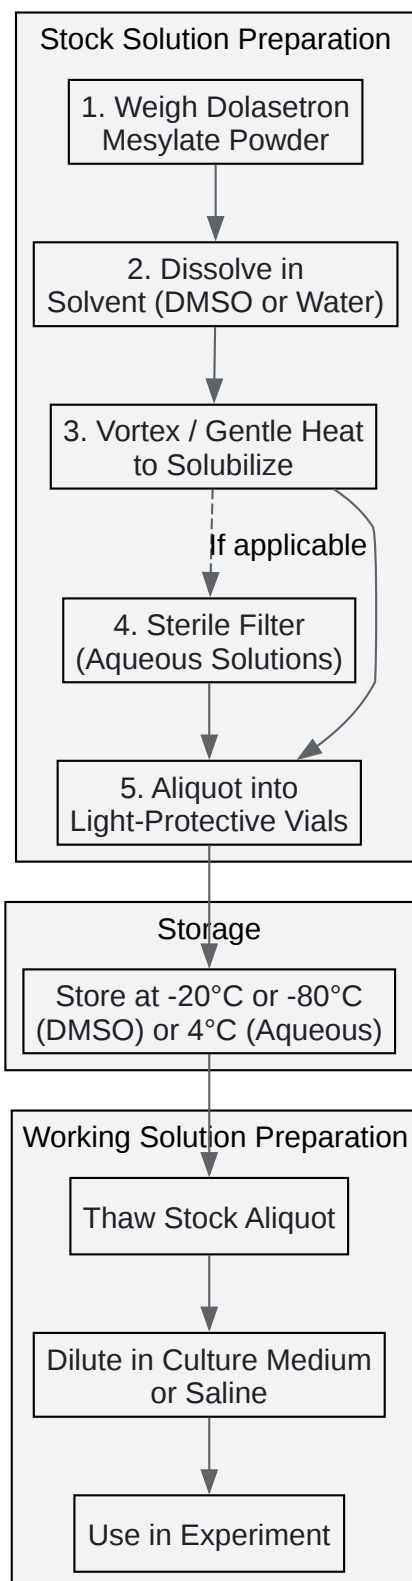 Stock Solution Preparation
1. Weigh Dolasetron
Mesylate Powder
2. Dissolve in
Solvent (DMSO or Water)
3. Vortex / Gentle Heat
to Solubilize
If applicable
4. Sterile Filter
(Aqueous Solutions)
5. Aliquot into
Light-Protective Vials
Storage
Store at -20°C or -80°C
(DMSO) or 4°C (Aqueous)
Working Solution Preparation
Thaw Stock Aliquot
Dilute in Culture Medium
or Saline
Use in Experiment